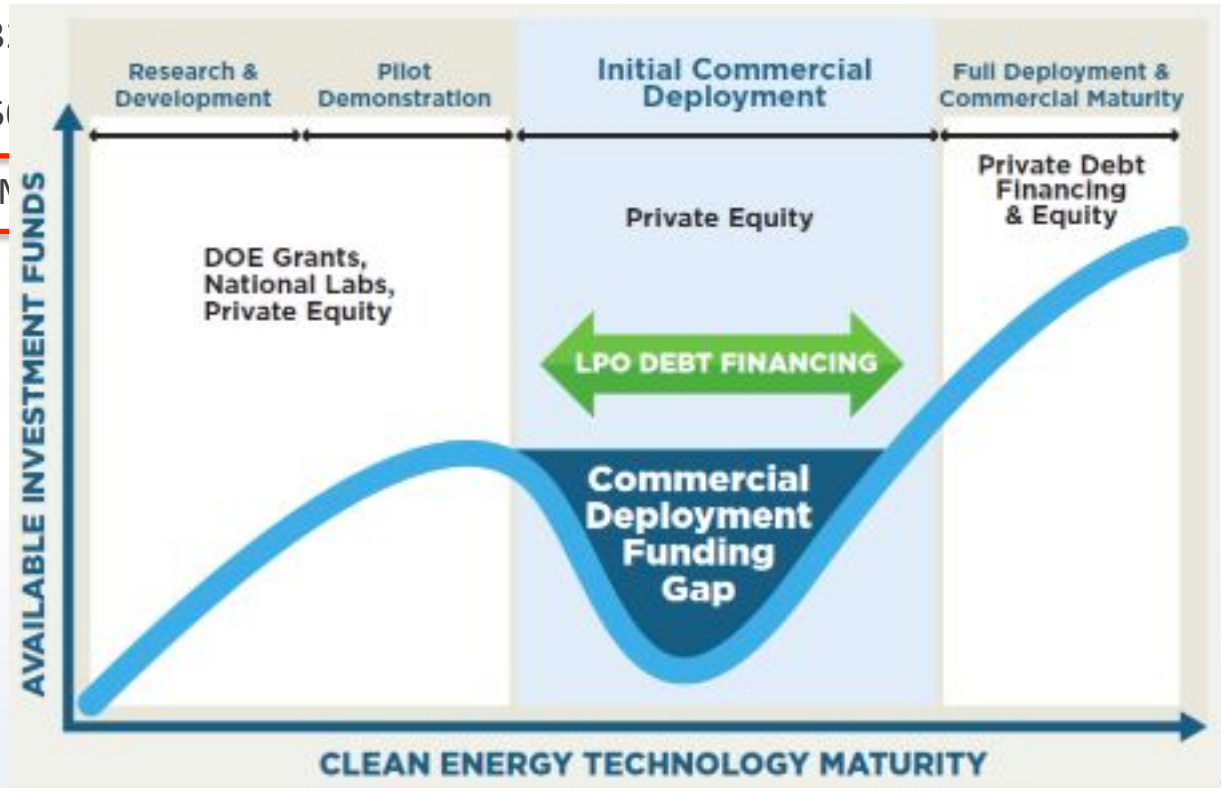 Research &
Development
Pilot
Demonstration
Initial Commercial
Deployment
Full Deployment &
Commercial Maturity
AVAILABLE INVESTMENT FUNDS
DOE Grants,
National Labs,
Private Equity
Private Equity
Private Debt
Financing
& Equity
LPO DEBT FINANCING
Commercial
Deployment
Funding
Gap
CLEAN ENERGY TECHNOLOGY MATURITY